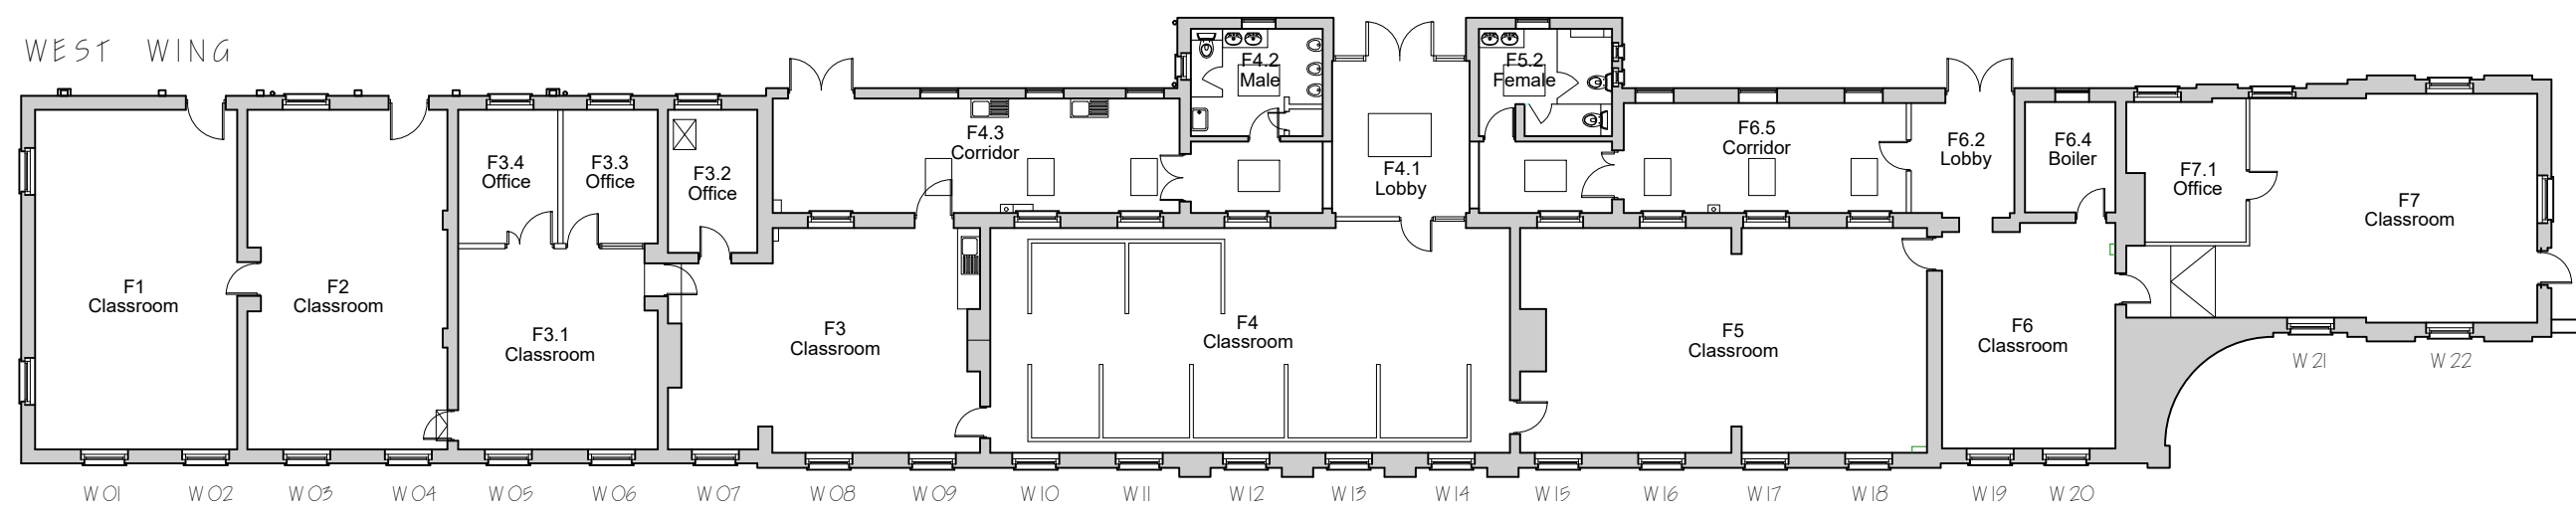 WEST WING
F4.2
Male
F5.2
Female
F4.3
Corridor
F6.5
Corridor
F3.4
Office
F3.3
Office
F3.2
Office
F4.1
Lobby
F6.2
Lobby
F6.4
Boiler
F7.1
Office
F7
Classroom
F1
Classroom
F2
Classroom
F3.1
Classroom
F3
Classroom
F4
Classroom
F5
Classroom
F6
Classroom
W21 W22
W01 W02 W03 W04 W05 W06 W07 W08 W09 W10 W11 W12 W13 W14 W15 W16 W17 W18 W19 W20